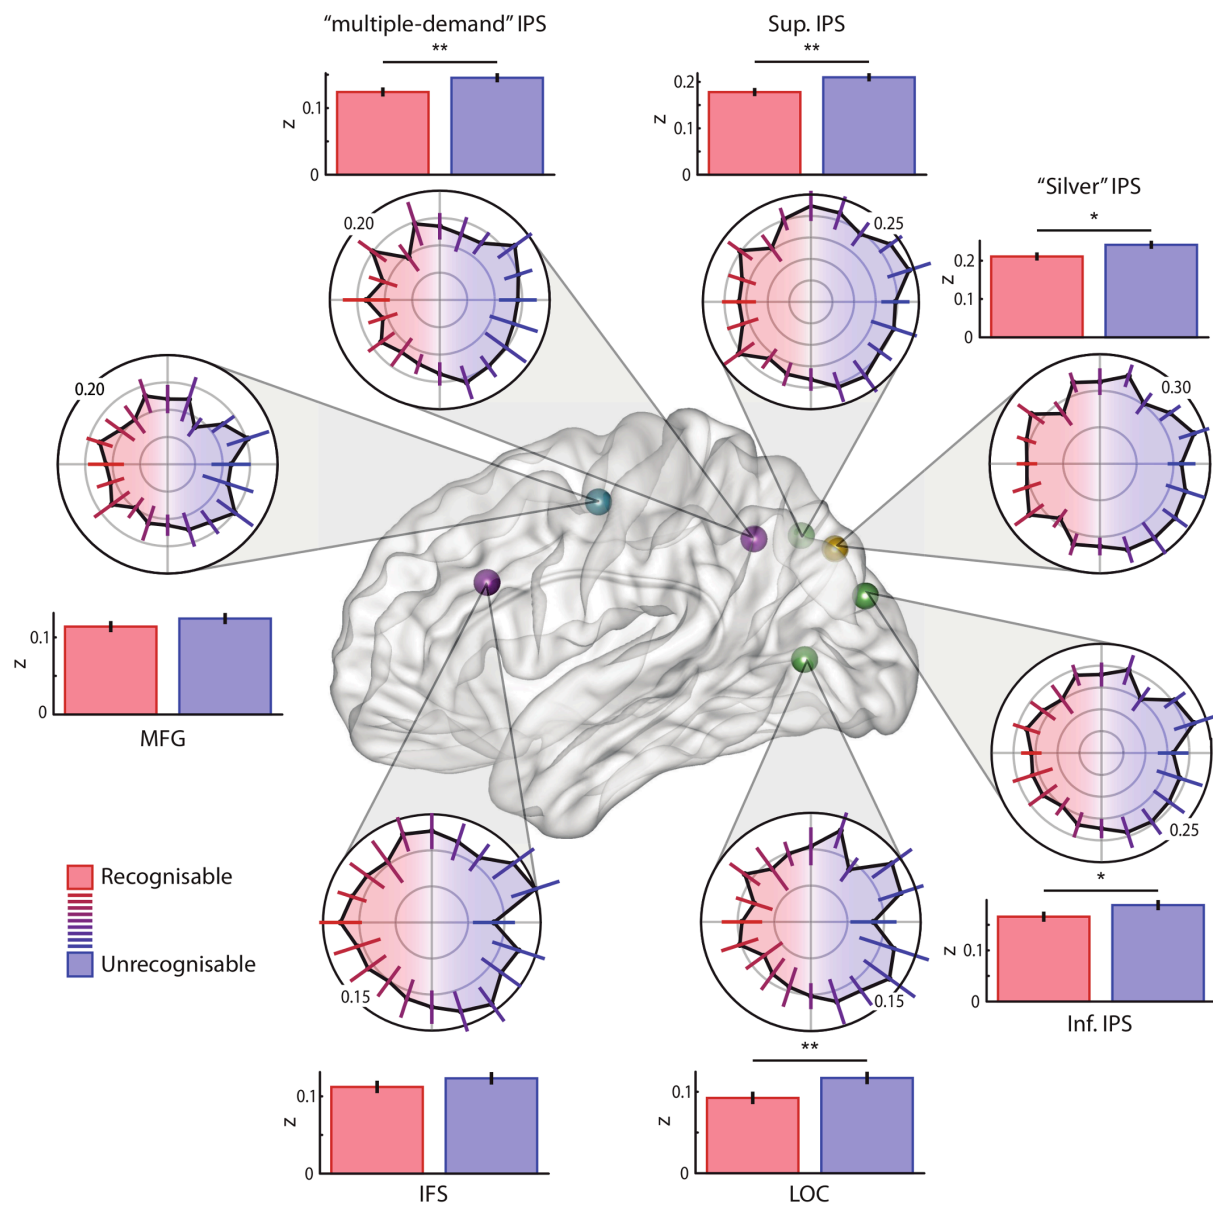 “multiple-demand” IPS
**
z
0.1
0
0.20
Sup. IPS
**
z
0.2
0.1
0
0.25
“Silver” IPS
*
z
0.2
0.1
0
0.30
0.20
z
0.1
0
MFG
0.25
*
z
0.1
0
Inf. IPS
Recognisable
Unrecognisable
0.15
z
0.1
0
IFS
0.15
**
z
0.1
0
LOC